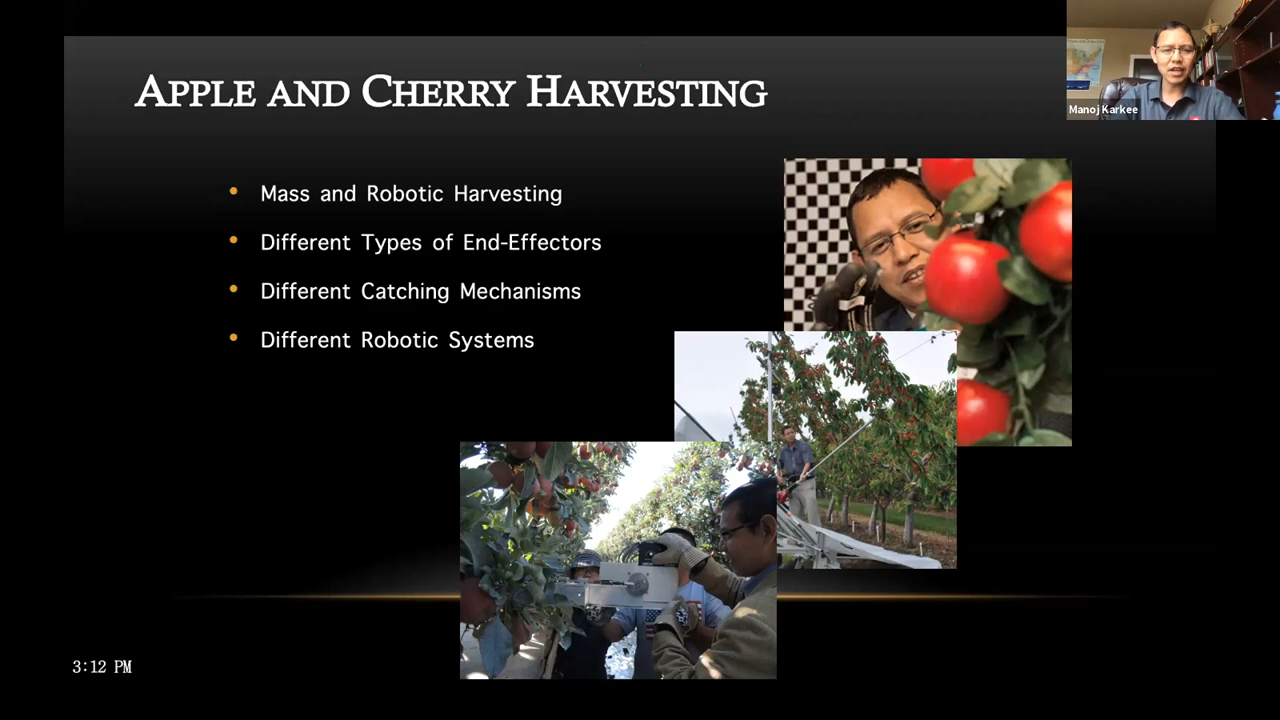 APPLE AND CHERRY HARVESTING
Manoj Karkee
Mass and Robotic Harvesting
Different Types of End-Effectors
Different Catching Mechanisms
Different Robotic Systems
3:12 PM